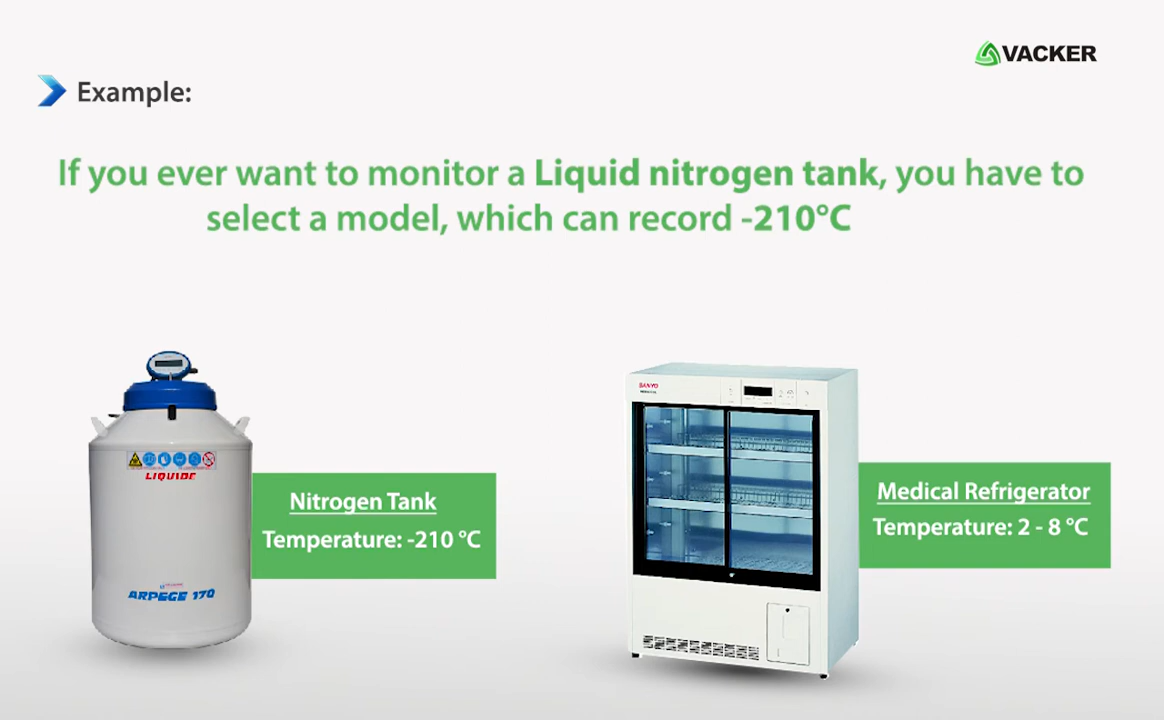 VACKER
Example:
If you ever want to monitor a Liquid nitrogen tank, you have to
select a model, which can record -210°C
LIQUIDE
ARPEGE 170
Nitrogen Tank
Temperature: -210 °C
SANYO
Medical Refrigerator
Temperature: 2 - 8 °C